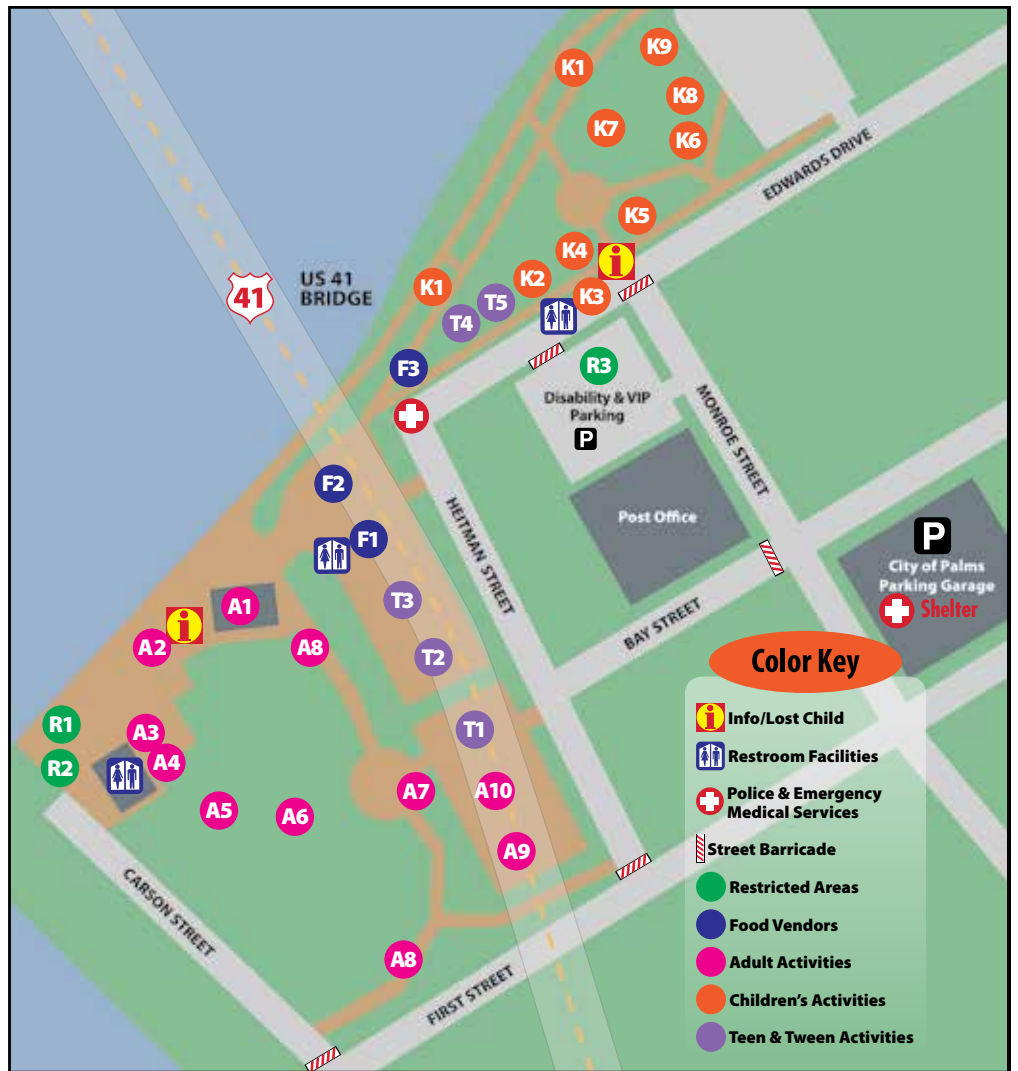 K9
K1
K8
K7
K6
EDWARDS DRIVE
K5
K4
K2
K1
K3
T5
T4
US 41
BRIDGE
41
F3
R3
Disability & VIP
Parking
P
MONROE STREET
F2
F1
HEITMAN STREET
Post Office
P
City of Palms
Parking Garage
Shelter
A1
T3
A2
A8
T2
BAY STREET
R1
A3
T1
R2
A4
A5
A6
A7
A10
A9
CARSON STREET
A8
FIRST STREET
Color Key
i Info/Lost Child
Restroom Facilities
Police & Emergency
Medical Services
Street Barricade
Restricted Areas
Food Vendors
Adult Activities
Children's Activities
Teen & Tween Activities